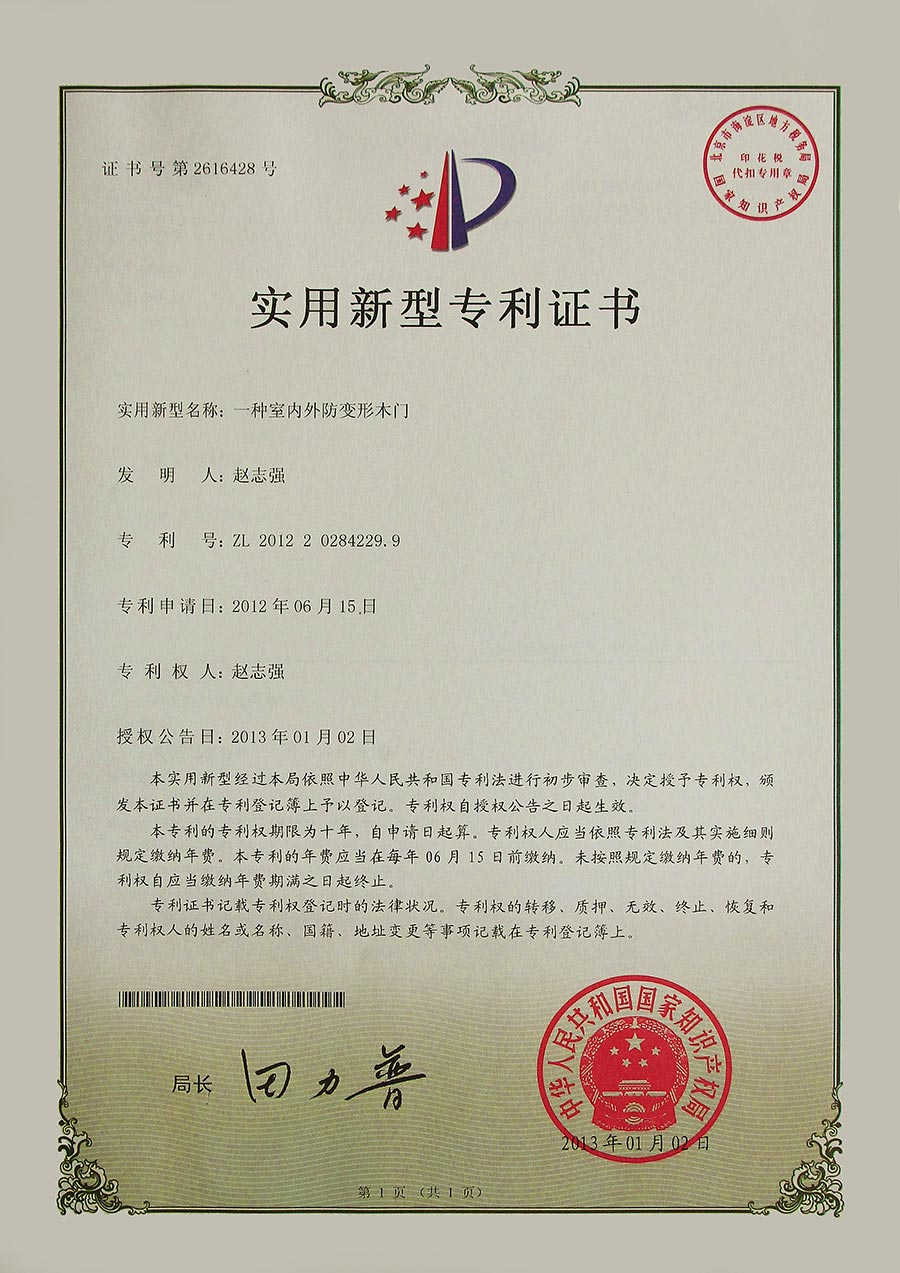 证书号第2616428号
北京市海淀区地方税务局
印花税
代扣专用章
国家知识产权局
实用新型专利证书
实用新型名称：一种室内外防变形木门
发明人：赵志强
专利号：ZL 2012 2 0284229.9
专利申请日：2012年06月15日
专利权人：赵志强
授权公告日：2013年01月02日
本实用新型经过本局依照中华人民共和国专利法进行初步审查，决定授予专利权，颁
发本证书并在专利登记簿上予以登记。专利权自授权公告之日起生效。
本专利的专利权期限为十年，自申请日起算。专利权人应当依照专利法及其实施细则
规定缴纳年费。本专利的年费应当在每年06月15日前缴纳。未按照规定缴纳年费的，专
利权自应当缴纳年费期满之日起终止。
专利证书记载专利权登记时的法律状况。专利权的转移、质押、无效、终止、恢复和
专利权人的姓名或名称、国籍、地址变更等事项记载在专利登记簿上。
局长 田力普
中华人民共和国国家知识产权局
2013年01月02日
第1页（共1页）